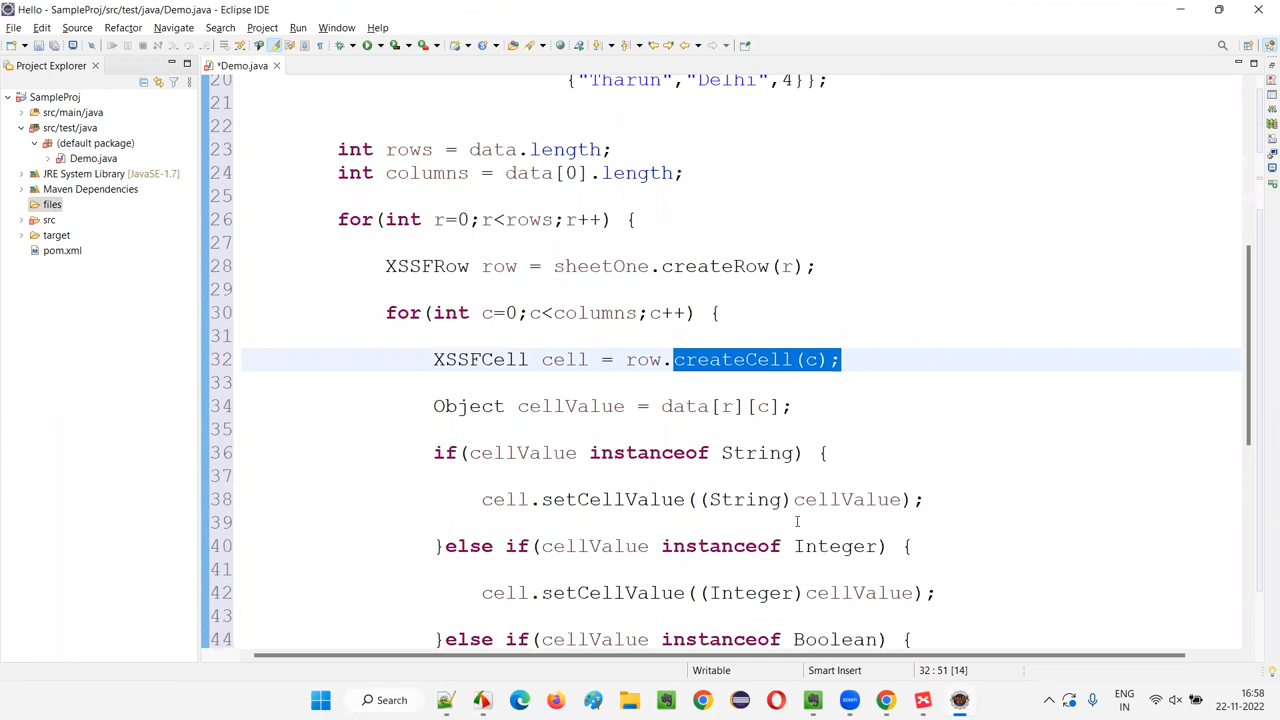 Hello - SampleProj/src/test/java/Demo.java - Eclipse IDE
File Edit Source Refactor Navigate Search Project Run Window Help
Project Explorer
*Demo.java
SampleProj
src/main/java
src/test/java
(default package)
Demo.java
JRE System Library [JavaSE-1.7]
Maven Dependencies
files
src
target
pom.xml
20 {"Tharun","Delhi",4}};
21
22
23 int rows = data.length;
24 int columns = data[0].length;
25
26 for(int r=0;r<rows;r++) {
27
28 XSSFRow row = sheetOne.createRow(r);
29
30 for(int c=0;c<columns;c++) {
31
32 XSSFCell cell = row.createCell(c);
33
34 Object cellValue = data[r][c];
35
36 if(cellValue instanceof String) {
37
38 cell.setCellValue((String)cellValue);
39
40 }else if(cellValue instanceof Integer) {
41
42 cell.setCellValue((Integer)cellValue);
43
44 }else if(cellValue instanceof Boolean) {
Writable Smart Insert 32 : 51 [14]
Search
ENG
IN
16:58
22-11-2022